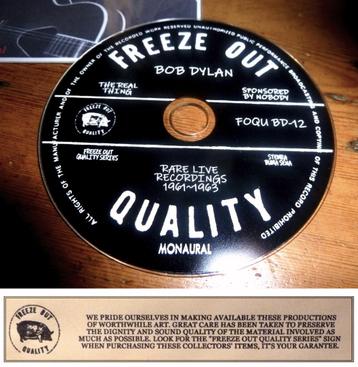 FREEZE OUT
BOB DYLAN
THE REAL
THING
SPONSORED
BY NOBODY
FREEZE OUT
QUALITY
FOQU BD-12
FREEZE OUT
QUALITY SERIES
RARE LIVE
RECORDINGS
1961-1963
QUALITY
MONAURAL
ALL RIGHTS OF THE MANUFACTURER AND OF THE OWNER OF THE RECORDED WORK RESERVED UNAUTHORIZED PUBLIC PERFORMANCE BROADCASTING AND COPYING OF THIS RECORD PROHIBITED
FREEZE OUT
QUALITY
WE PRIDE OURSELVES IN MAKING AVAILABLE THESE PRODUCTIONS
OF WORTHWHILE ART. GREAT CARE HAS BEEN TAKEN TO PRESERVE
THE DIGNITY AND SOUND QUALITY OF THE MATERIAL INVOLVED AS
MUCH AS POSSIBLE. LOOK FOR THE "FREEZE OUT QUALITY SERIES" SIGN
WHEN PURCHASING THESE COLLECTORS' ITEMS, IT'S YOUR GARANTEE.